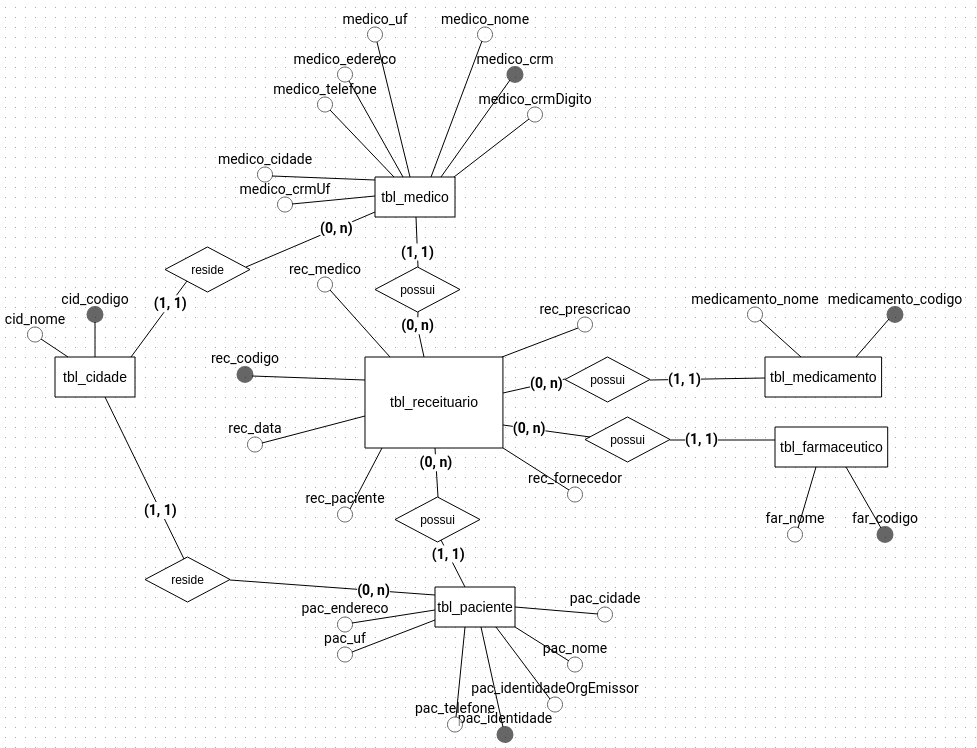 medico_uf
medico_nome
medico_edereco
medico_crm
medico_telefone
medico_crmDigito
medico_cidade
medico_crmUf
tbl_medico
(0, n)
(1, 1)
reside
rec_medico
possui
cid_codigo
(1, 1)
cid_nome
rec_prescricao
medicamento_nome
medicamento_codigo
(0, n)
rec_codigo
tbl_cidade
(0, n)
possui
(1, 1)
tbl_medicamento
tbl_receituario
rec_data
(0, n)
possui
(1, 1)
tbl_farmaceutico
(0, n)
rec_fornecedor
rec_paciente
(1, 1)
possui
far_nome
far_codigo
(1, 1)
reside
(0, n)
tbl_paciente
pac_endereco
pac_cidade
pac_uf
pac_nome
pac_identidadeOrgEmissor
pac_telefone
pac_identidade